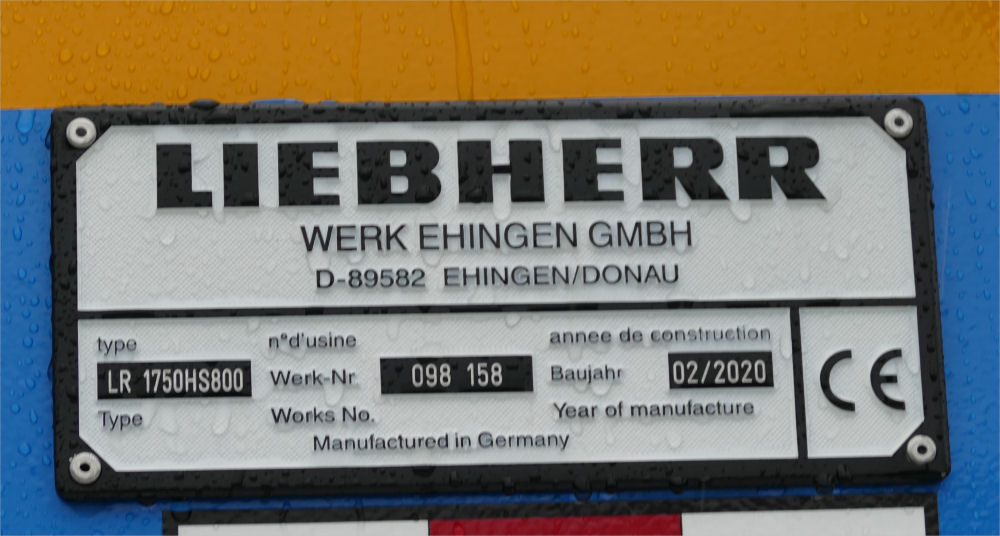 LIEBHERR
WERK EHINGEN GMBH
D-89582 EHINGEN/DONAU
type n°d'usine annee de construction
LR 1750HS800 Werk-Nr 098 158 Baujahr 02/2020
Type Works No. Year of manufacture
Manufactured in Germany
CE